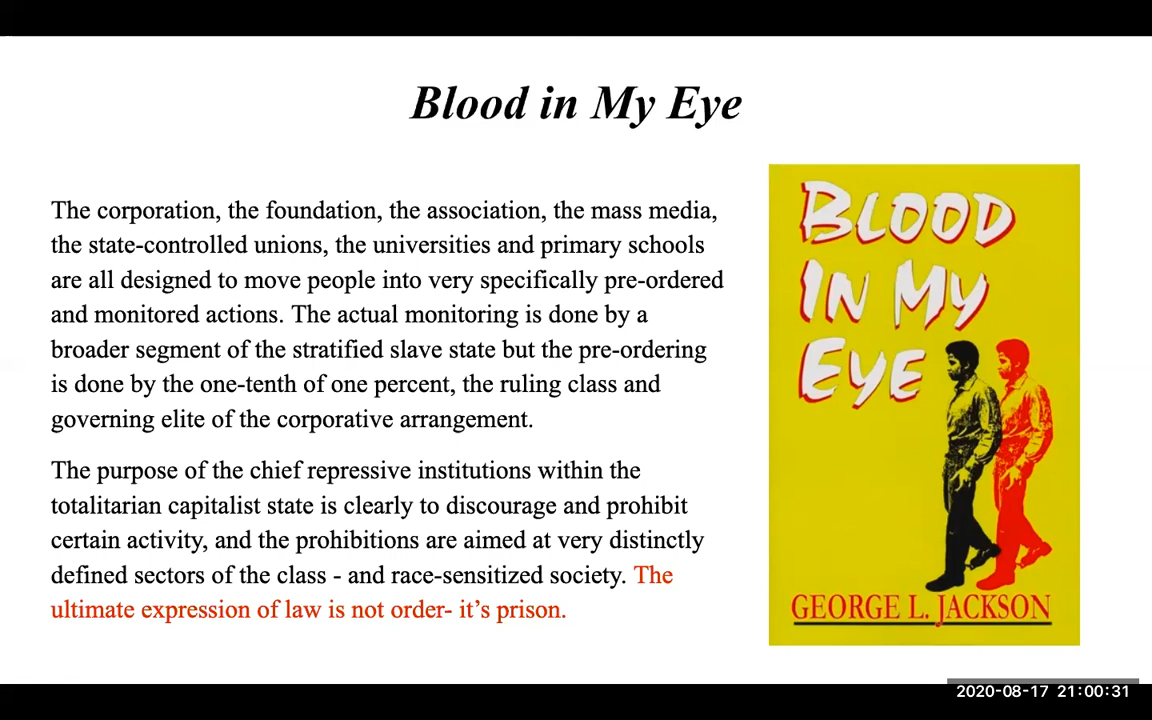 Blood in My Eye
The corporation, the foundation, the association, the mass media,
the state-controlled unions, the universities and primary schools
are all designed to move people into very specifically pre-ordered
and monitored actions. The actual monitoring is done by a
broader segment of the stratified slave state but the pre-ordering
is done by the one-tenth of one percent, the ruling class and
governing elite of the corporative arrangement.
The purpose of the chief repressive institutions within the
totalitarian capitalist state is clearly to discourage and prohibit
certain activity, and the prohibitions are aimed at very distinctly
defined sectors of the class - and race-sensitized society. The
ultimate expression of law is not order- it’s prison.
BLOOD
IN MY
EYE
GEORGE L. JACKSON
2020-08-17 21:00:31